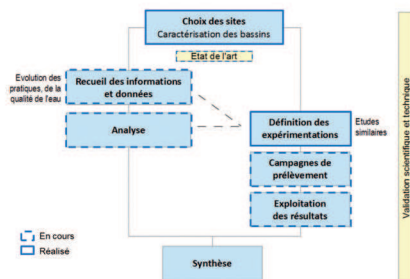 Choix des sites
Caractérisation des bassins
Etat de l'art
Evolution des
pratiques, de la
qualité de l'eau
Recueil des informations
et données
Analyse
Définition des
expérimentations
Etudes
similaires
Campagnes de
prélèvement
Exploitation
des résultats
En cours
Réalisé
Synthèse
Validation scientifique et technique